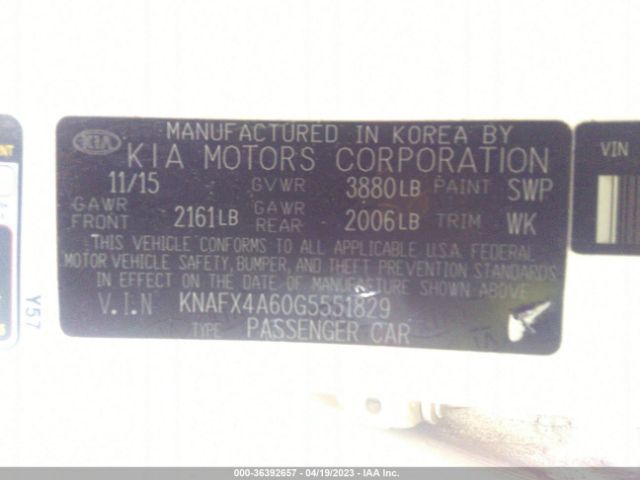 MANUFACTURED IN KOREA BY
KIA KIA MOTORS CORPORATION
11/15 GVWR 3880LB PAINT SWP
GAWR FRONT 2161LB GAWR REAR 2006LB TRIM WK
THIS VEHICLE CONFORMS TO ALL APPLICABLE U.S.A. FEDERAL
MOTOR VEHICLE SAFETY, BUMPER, AND THEFT PREVENTION STANDARDS
IN EFFECT ON THE DATE OF MANUFACTURE SHOWN ABOVE
V.I.N KNAFX4A60G5551829
TYPE PASSENGER CAR
VIN
Y57
000-36392657 - 04/19/2023 - IAA Inc.